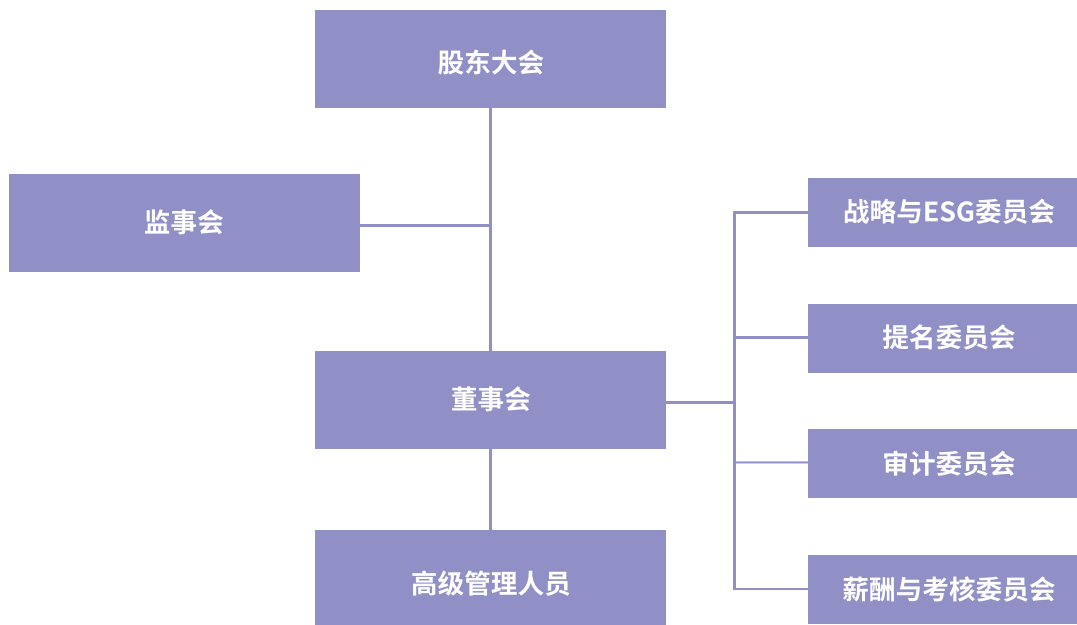 股东大会
监事会
董事会
高级管理人员
战略与ESG委员会
提名委员会
审计委员会
薪酬与考核委员会